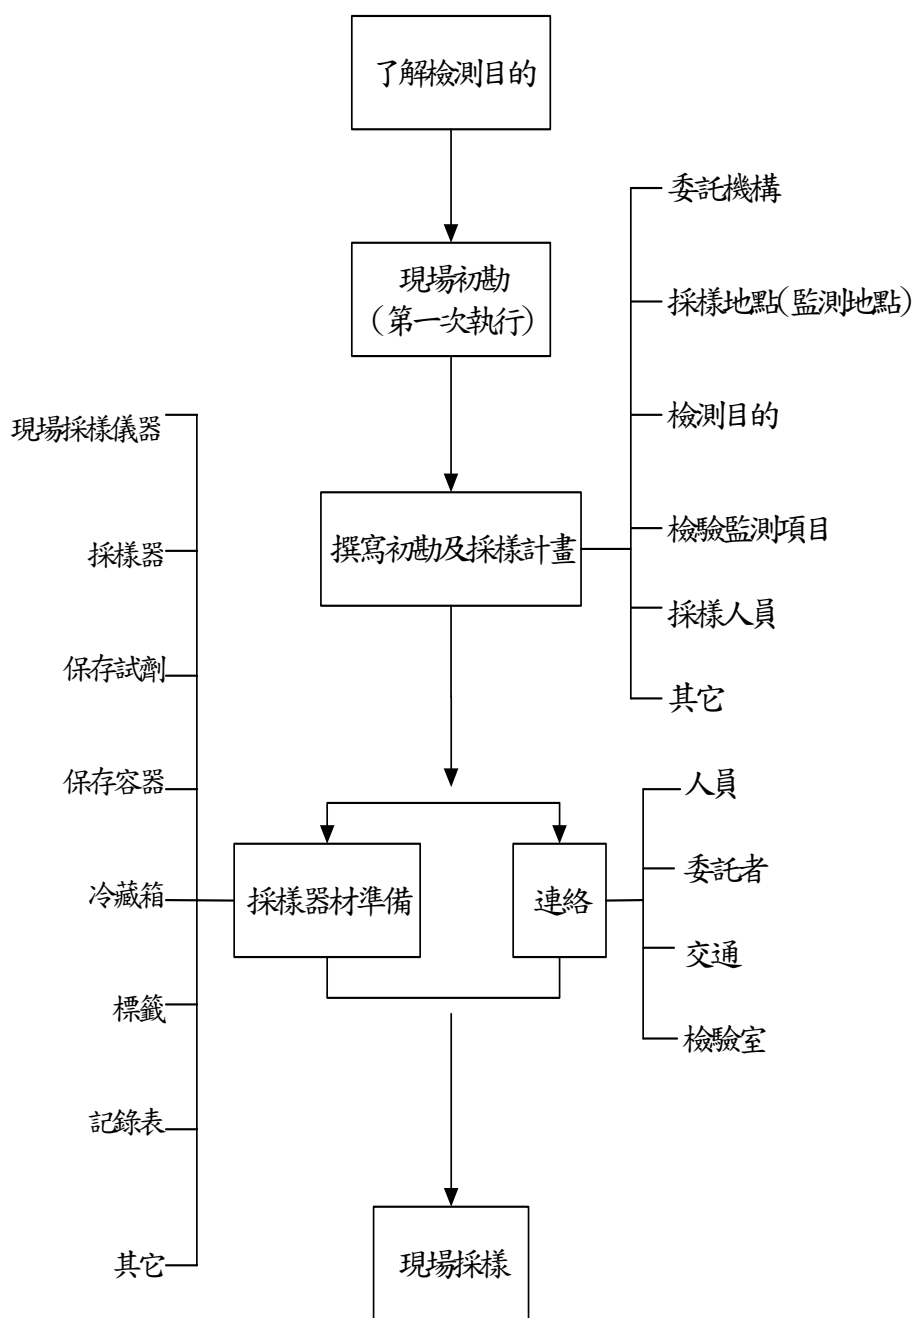 了解檢測目的
現場初勘
（第一次執行）
撰寫初勘及採樣計畫
委託機構
採樣地點(監測地點)
檢測目的
檢驗監測項目
採樣人員
其它
採樣器材準備
現場採樣儀器
採樣器
保存試劑
保存容器
冷藏箱
標籤
記錄表
其它
連絡
人員
委託者
交通
檢驗室
現場採樣